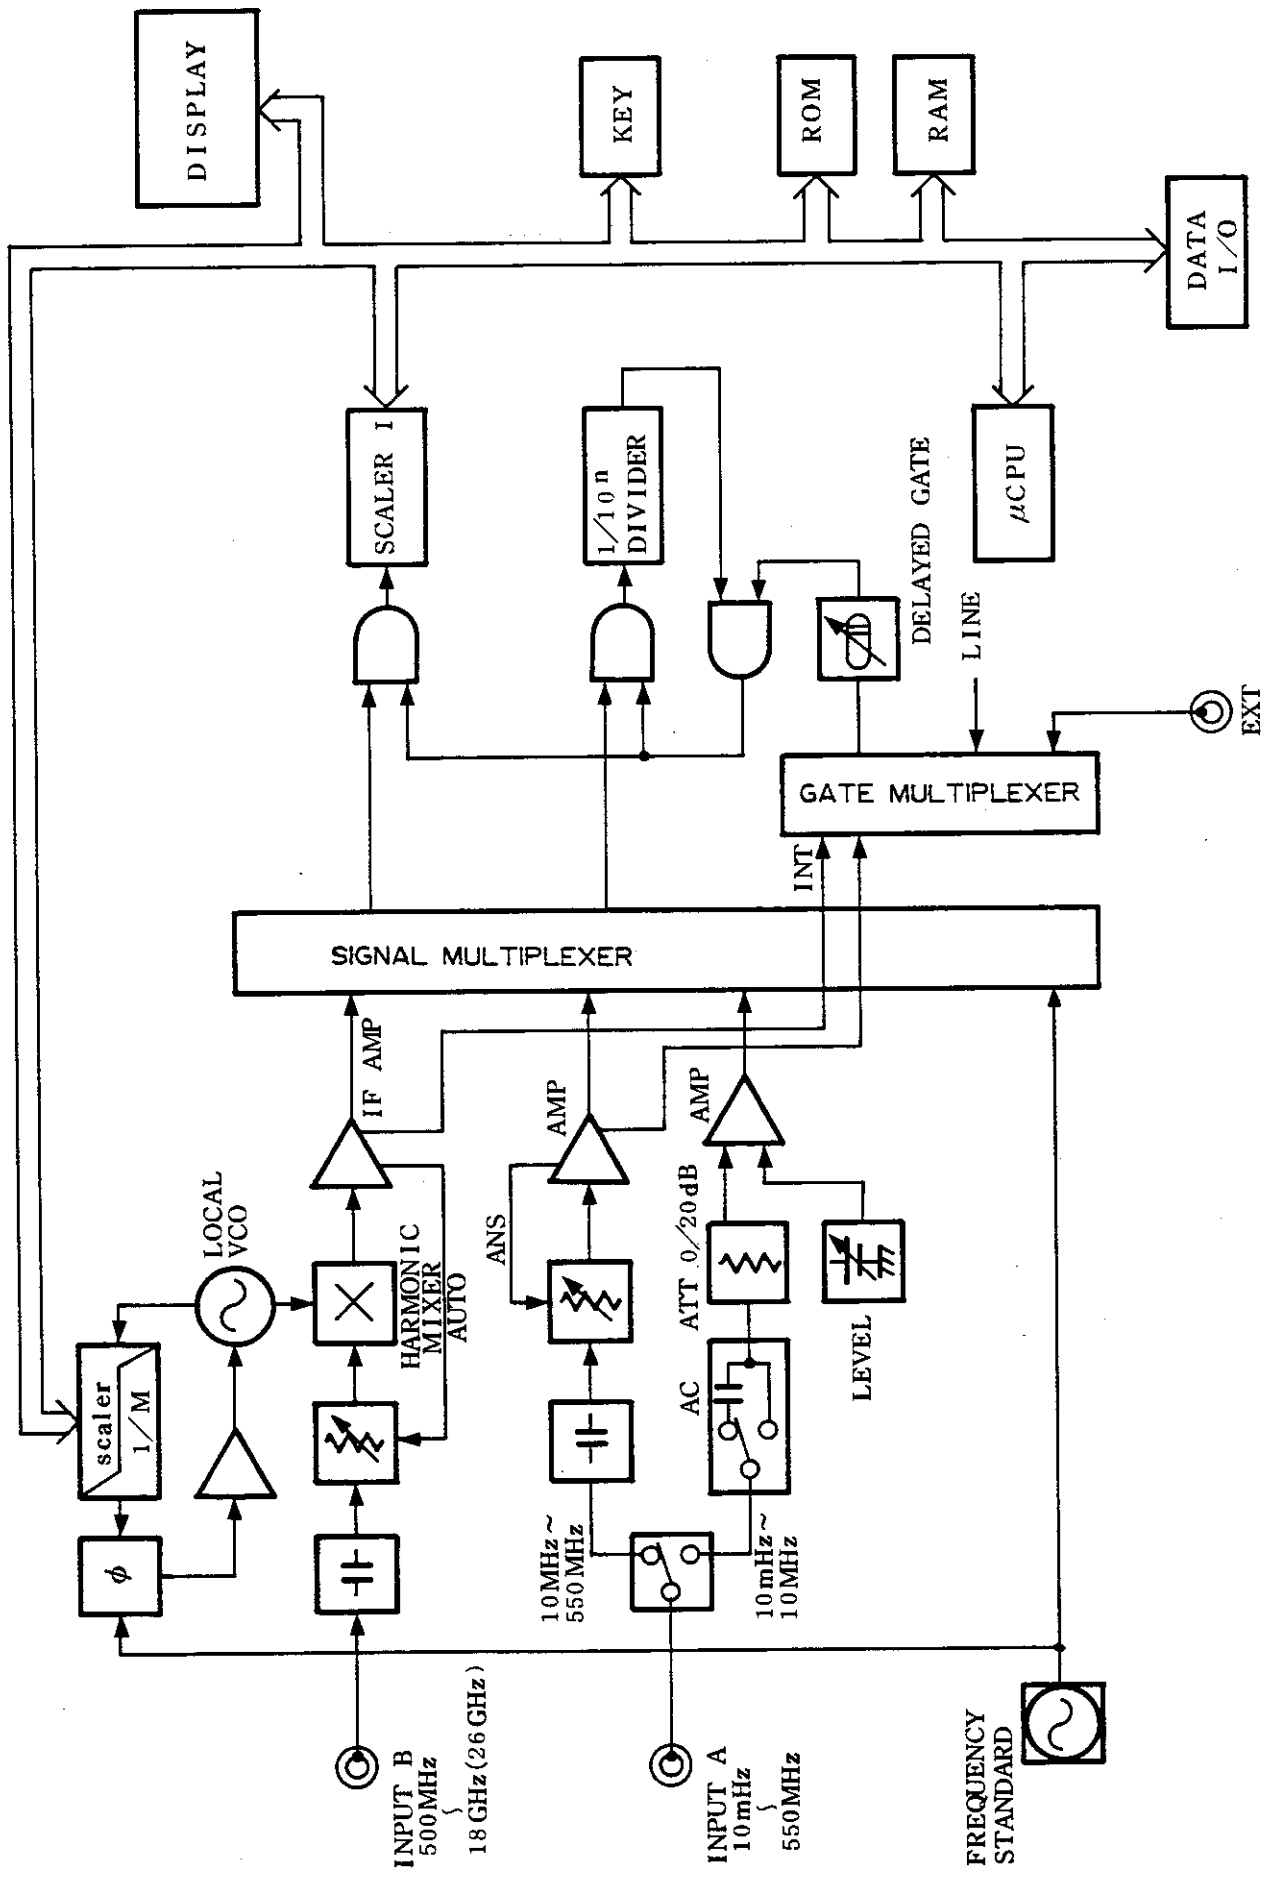 INPUT B
500MHz
~
18GHz(26GHz)
INPUT A
10mHz
~
550MHz
FREQUENCY
STANDARD
φ
scaler
1/M
LOCAL
VCO
HARMONIC
MIXER
AUTO
IF AMP
10MHz~
550MHz
10mHz~
10MHz
AC
ANS
AMP
ATT 0/20dB
AMP
LEVEL
SIGNAL MULTIPLEXER
INT
GATE MULTIPLEXER
EXT
LINE
DELAYED GATE
SCALER I
1/10ⁿ
DIVIDER
μCPU
DISPLAY
KEY
ROM
RAM
DATA
I/O